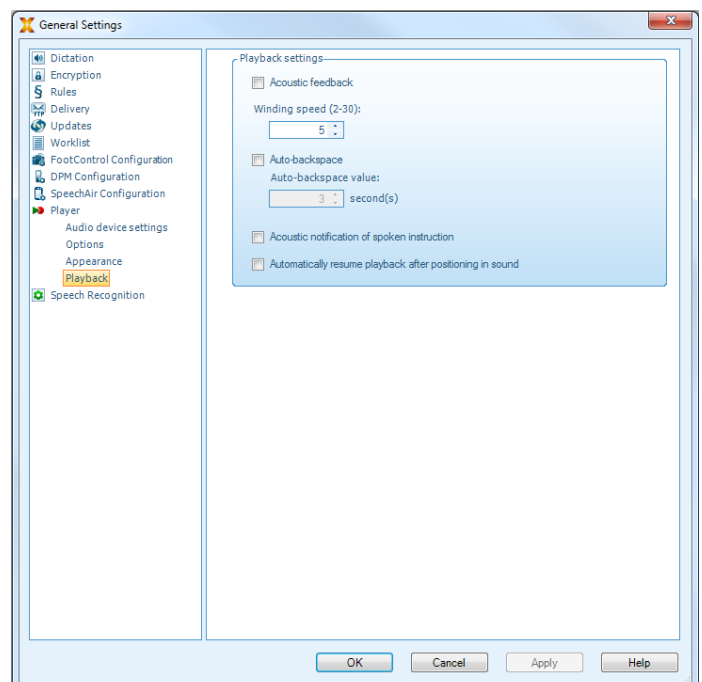 General Settings
Dictation
Encryption
§ Rules
FTP
Delivery
Updates
Worklist
FootControl Configuration
DPM Configuration
SpeechAir Configuration
Player
Audio device settings
Options
Appearance
Playback
Speech Recognition
Playback settings
Acoustic feedback
Winding speed (2-30):
5
Auto-backspace
Auto-backspace value:
3 second(s)
Acoustic notification of spoken instruction
Automatically resume playback after positioning in sound
OK Cancel Apply Help